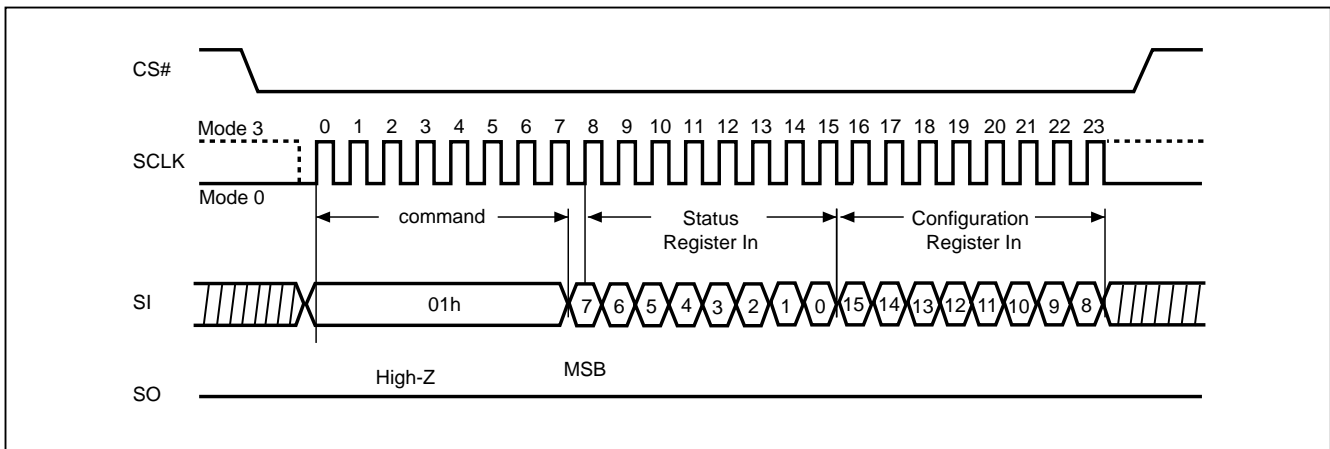 CS#
Mode 3
0 1 2 3 4 5 6 7 8 9 10 11 12 13 14 15 16 17 18 19 20 21 22 23
SCLK
Mode 0
command
Status
Register In
Configuration
Register In
SI
01h
7 6 5 4 3 2 1 0 15 14 13 12 11 10 9 8
MSB
High-Z
SO